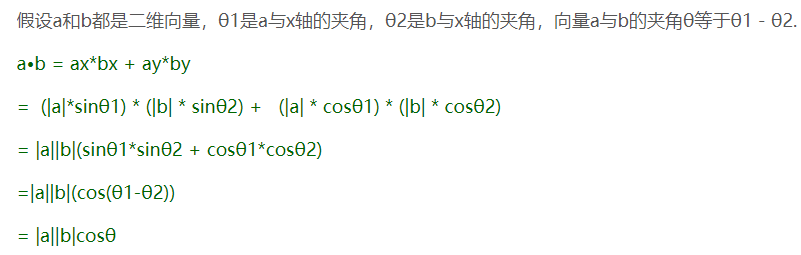 假设a和b都是二维向量，θ1是a与x轴的夹角，θ2是b与x轴的夹角，向量a与b的夹角θ等于θ1 - θ2.
a•b = ax*bx + ay*by
= (|a|*sinθ1) * (|b| * sinθ2) + (|a| * cosθ1) * (|b| * cosθ2)
= |a||b|(sinθ1*sinθ2 + cosθ1*cosθ2)
=|a||b|(cos(θ1-θ2))
= |a||b|cosθ